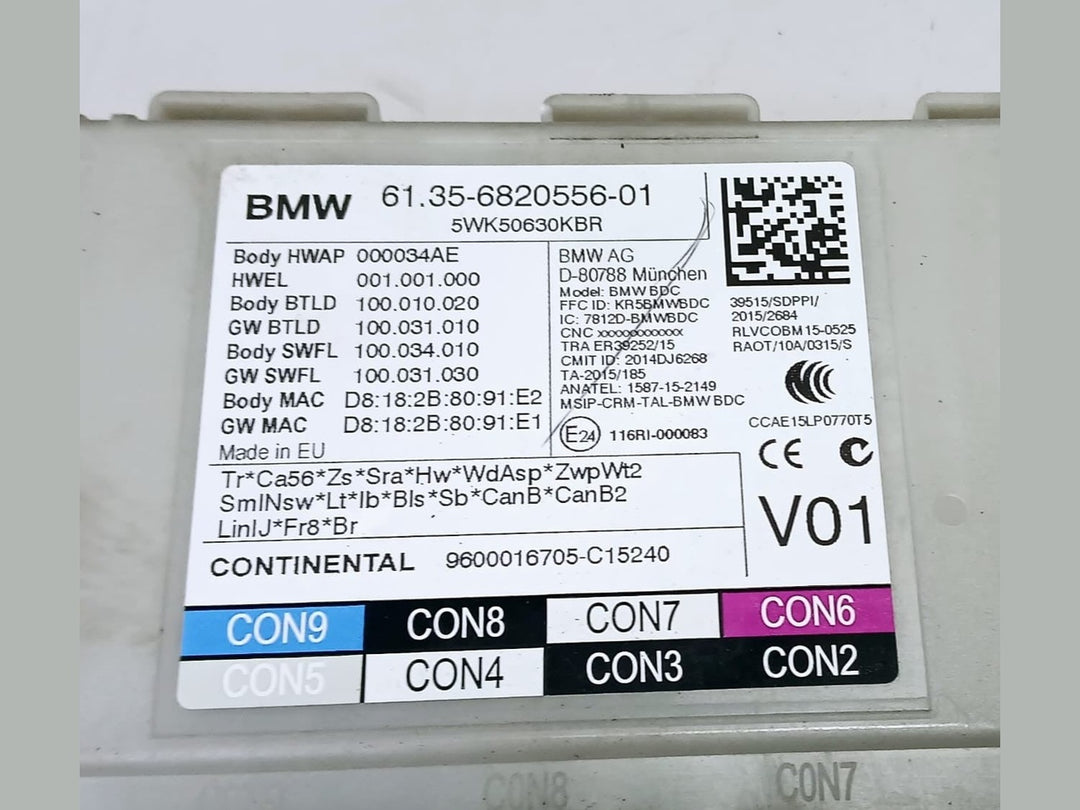 BMW 61.35-6820556-01
5WK50630KBR
Body HWAP 000034AE
HWEL 001.001.000
Body BTLD 100.010.020
GW BTLD 100.031.010
Body SWFL 100.034.010
GW SWFL 100.031.030
Body MAC D8:18:2B:80:91:E2
GW MAC D8:18:2B:80:91:E1
Made in EU
BMW AG
D-80788 München
Model: BMW BDC
FFC ID: KR5BMWBDC
IC: 7812D-BMWBDC
CNC xxxxxxxxxxxx
TRA ER39252/15
CMIT ID: 2014DJ6268
TA-2015/185
ANATEL: 1587-15-2149
MSIP-CRM-TAL-BMW BDC
E24 116RI-000083
39515/SDPPI/
2015/2684
RLVCOBM15-0525
RAOT/10A/0315/S
CCAE15LP0770T5
CE
V01
Tr*Ca56*Zs*Sra*Hw*WdAsp*ZwpWt2
SmlNsw*Lt*Ib*Bls*Sb*CanB*CanB2
LinIJ*Fr8*Br
CONTINENTAL 9600016705-C15240
CON9 CON8 CON7 CON6
CON5 CON4 CON3 CON2
CON8 CON7